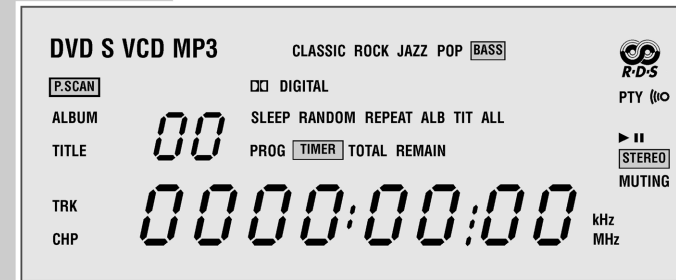 DVD S VCD MP3
CLASSIC ROCK JAZZ POP BASS
R·D·S
P.SCAN
DIGITAL
PTY
ALBUM
SLEEP RANDOM REPEAT ALB TIT ALL
00
TITLE
PROG TIMER TOTAL REMAIN
STEREO
MUTING
TRK
0000:00:00
kHz
CHP
MHz